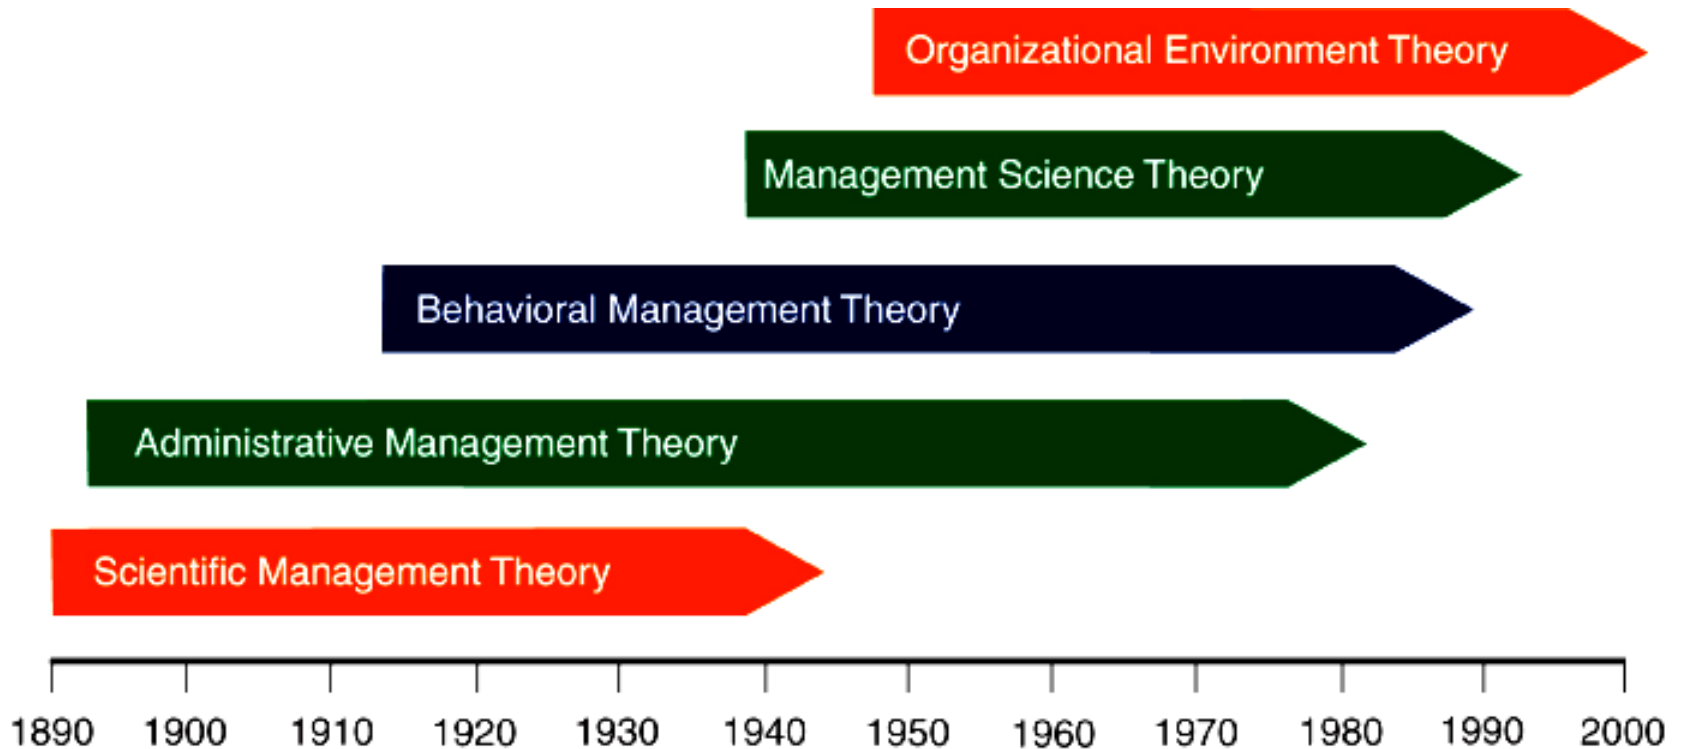 Organizational Environment Theory
Management Science Theory
Behavioral Management Theory
Administrative Management Theory
Scientific Management Theory
1890 1900 1910 1920 1930 1940 1950 1960 1970 1980 1990 2000